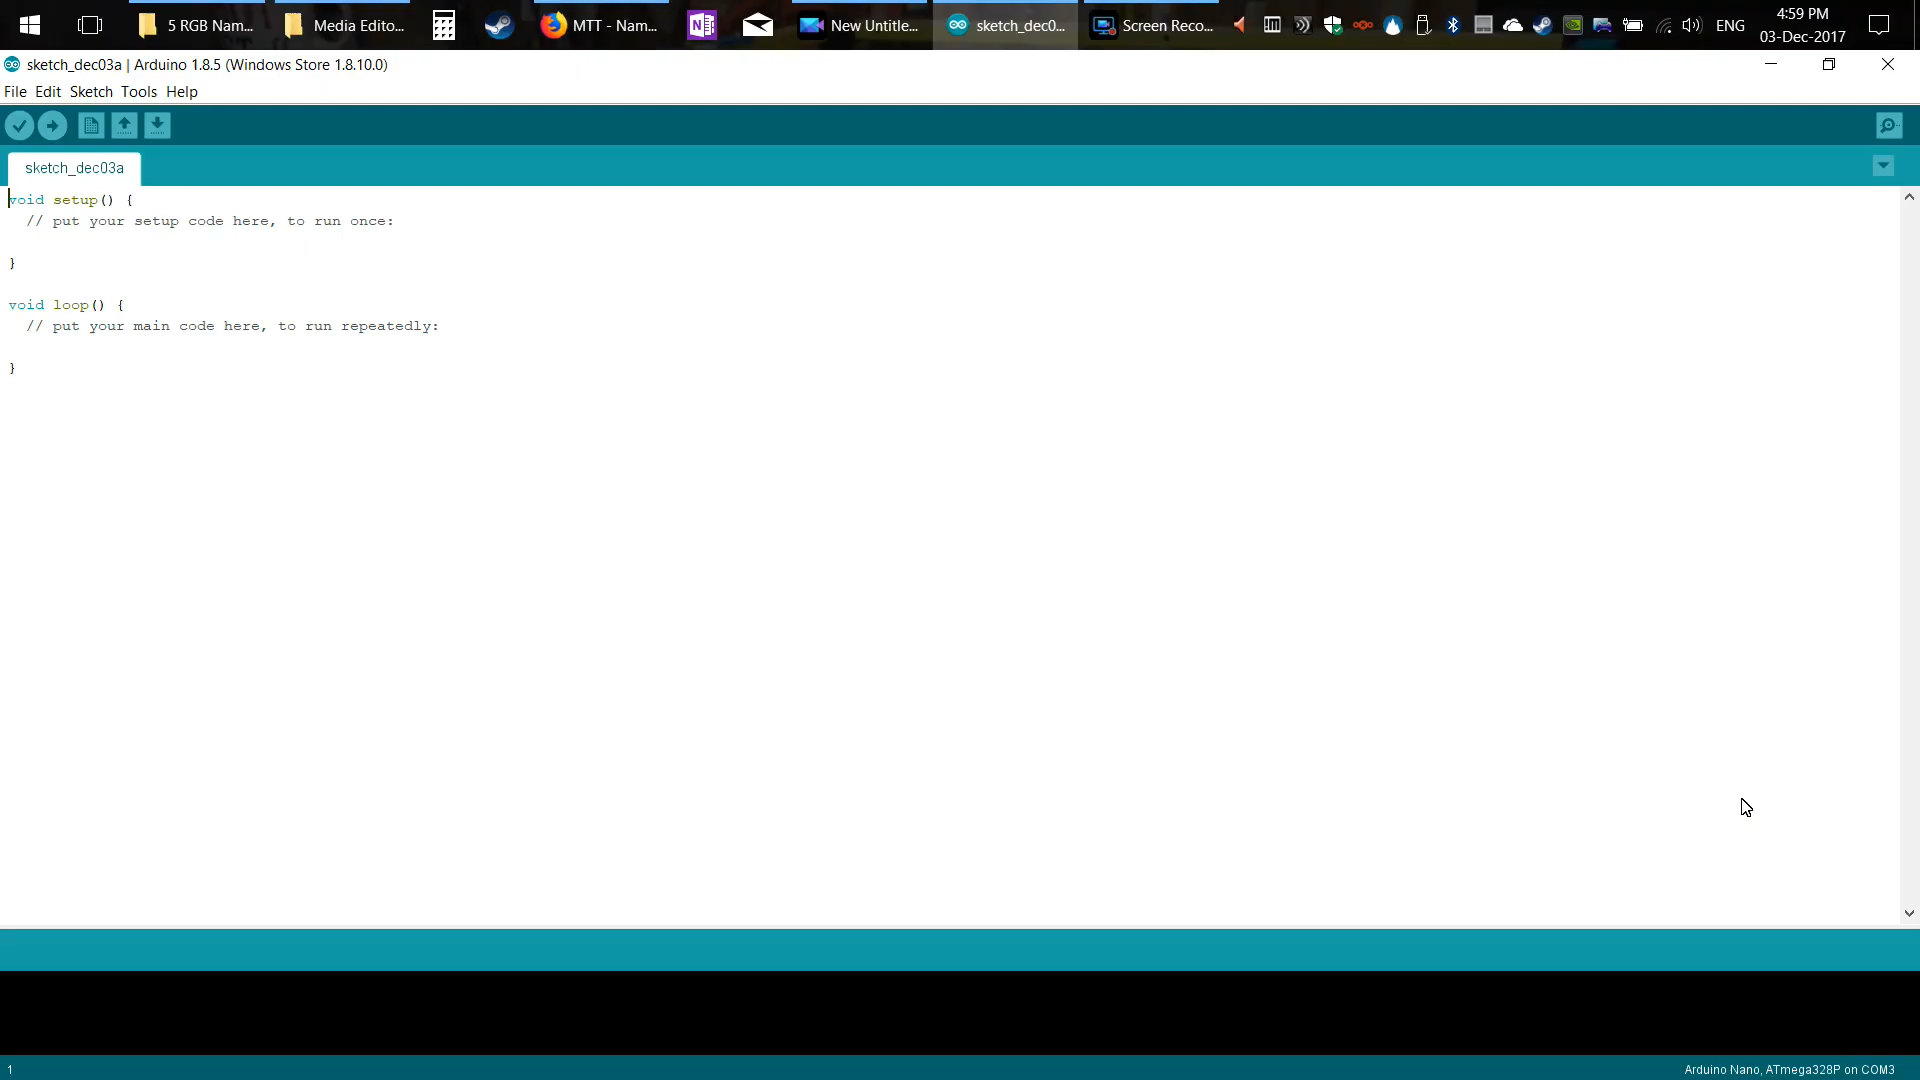 5 RGB Nam... Media Edito... MTT - Nam... New Untitle... sketch_dec0... Screen Reco... ENG 4:59 PM
03-Dec-2017
sketch_dec03a | Arduino 1.8.5 (Windows Store 1.8.10.0)
File Edit Sketch Tools Help
sketch_dec03a
void setup() {
// put your setup code here, to run once:
}
void loop() {
// put your main code here, to run repeatedly:
}
1 Arduino Nano, ATmega328P on COM3